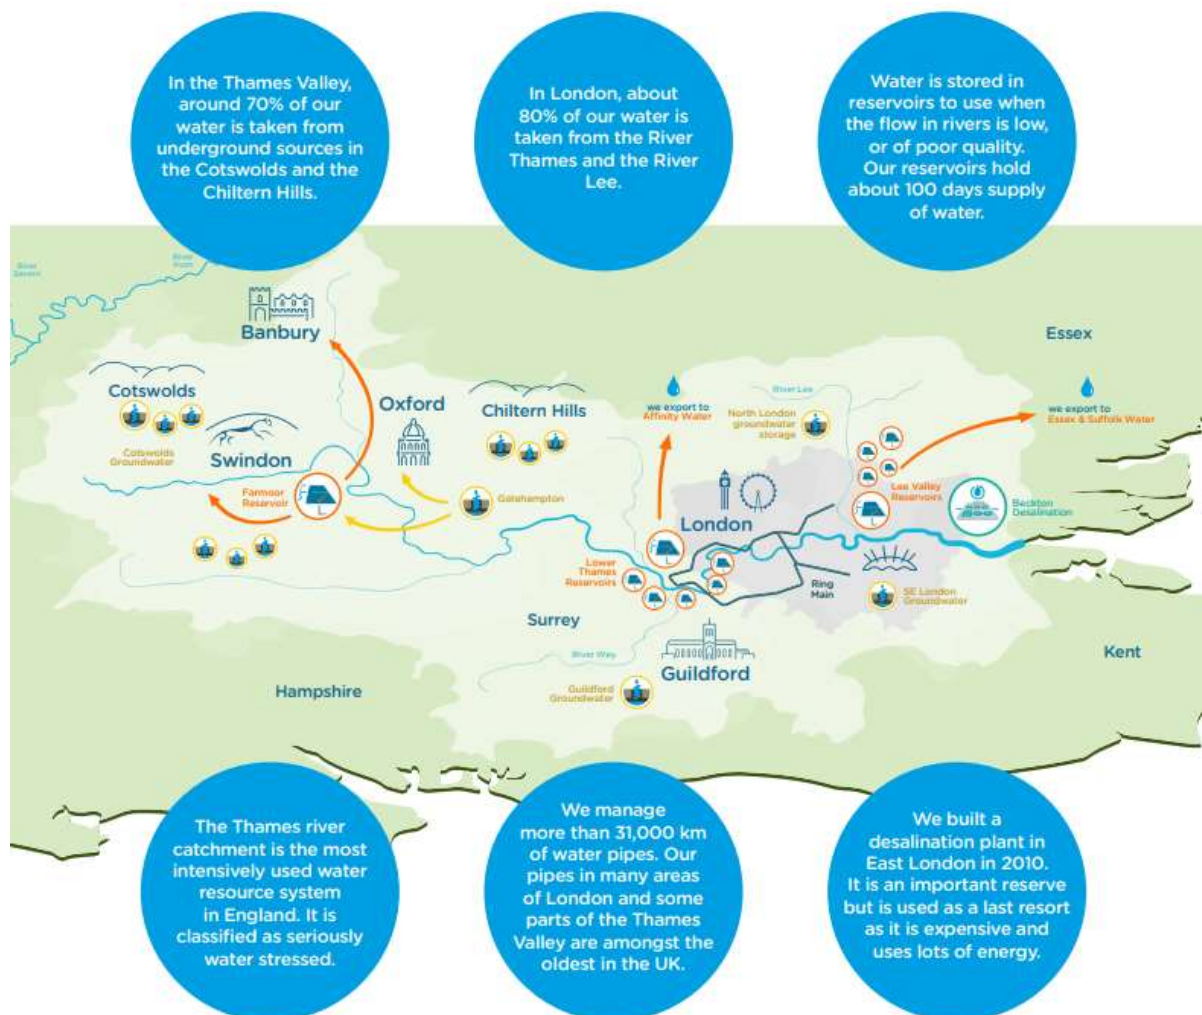 In the Thames Valley,
around 70% of our
water is taken from
underground sources in
the Cotswolds and the
Chiltern Hills.
In London, about
80% of our water is
taken from the River
Thames and the River
Lee.
Water is stored in
reservoirs to use when
the flow in rivers is low,
or of poor quality.
Our reservoirs hold
about 100 days supply
of water.
River
Severn
River
Banbury
Essex
Cotswolds
Oxford
Chiltern Hills
we export to
Affinity Water
River Lee
North London
groundwater
storage
we export to
Essex & Suffolk Water
Cotswolds
Groundwater
Swindon
Farmoor
Reservoir
Gatehampton
London
Lee Valley
Reservoirs
Beckton
Desalination
Lower
Thames
Reservoirs
Ring
Main
SE London
Groundwater
Surrey
River Wey
Guildford
Kent
Hampshire
Guildford
Groundwater
The Thames river
catchment is the most
intensively used water
resource system
in England. It is
classified as seriously
water stressed.
We manage
more than 31,000 km
of water pipes. Our
pipes in many areas
of London and some
parts of the Thames
Valley are amongst the
oldest in the UK.
We built a
desalination plant in
East London in 2010.
It is an important reserve
but is used as a last resort
as it is expensive and
uses lots of energy.